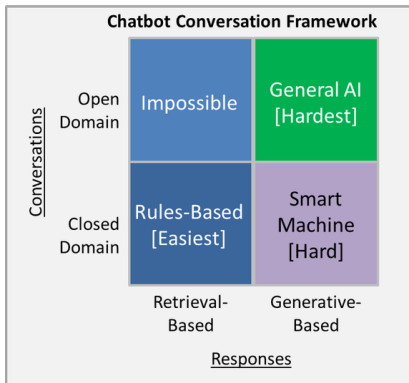 Chatbot Conversation Framework
Conversations
Open
Domain
Impossible
General AI
[Hardest]
Closed
Domain
Rules-Based
[Easiest]
Smart
Machine
[Hard]
Retrieval-
Based
Generative-
Based
Responses